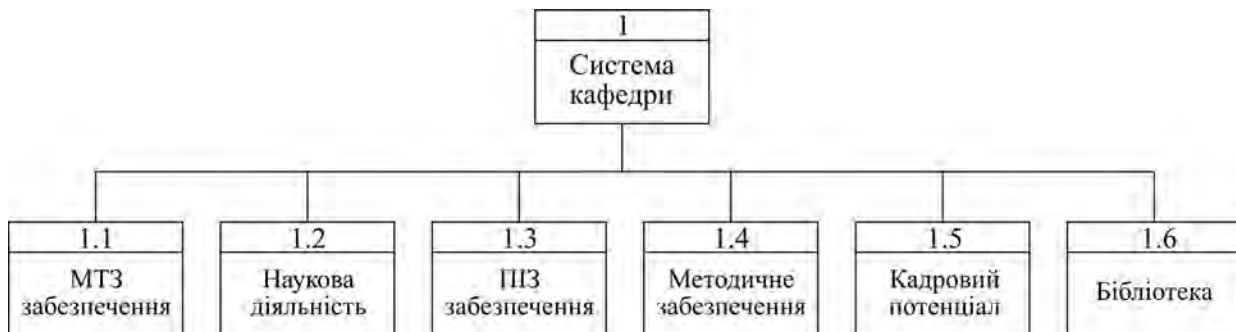 1
Система
кафедри
1.1
МТЗ
забезпечення
1.2
Наукова
діяльність
1.3
ПІЗ
забезпечення
1.4
Методичне
забезпечення
1.5
Кадровий
потенціал
1.6
Бібліотека